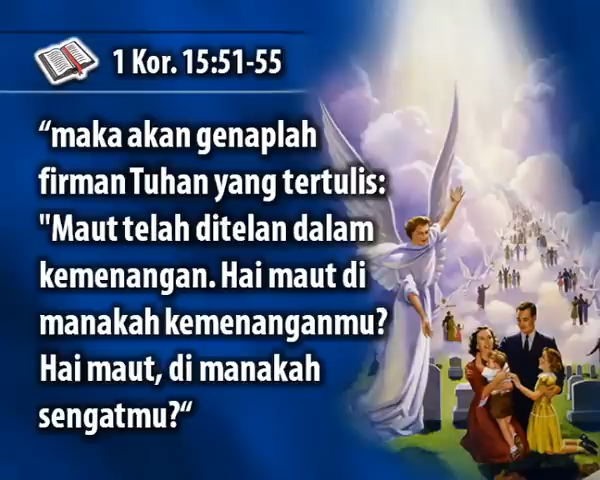 1 Kor. 15:51-55
“maka akan genaplah
firman Tuhan yang tertulis:
"Maut telah ditelan dalam
kemenangan. Hai maut di
manakah kemenanganmu?
Hai maut, di manakah
sengatmu?“